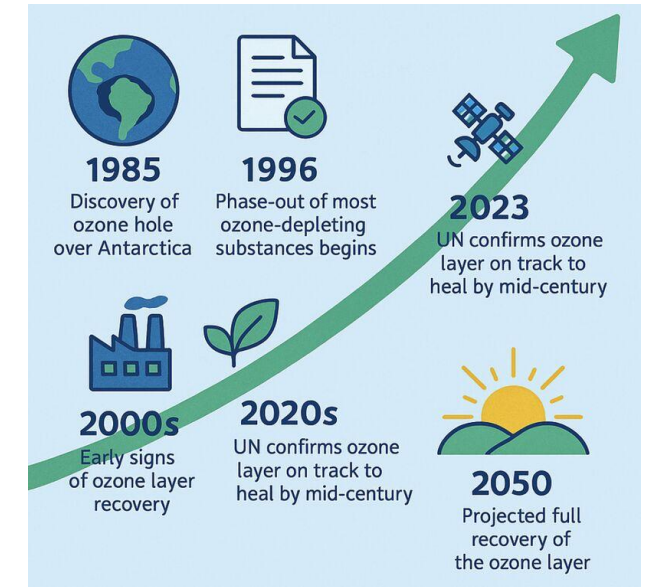 1985
Discovery of
ozone hole
over Antarctica
1996
Phase-out of most
ozone-depleting
substances begins
2023
UN confirms ozone
layer on track to
heal by mid-century
2000s
Early signs
of ozone layer
recovery
2020s
UN confirms ozone
layer on track to
heal by mid-century
2050
Projected full
recovery of
the ozone layer